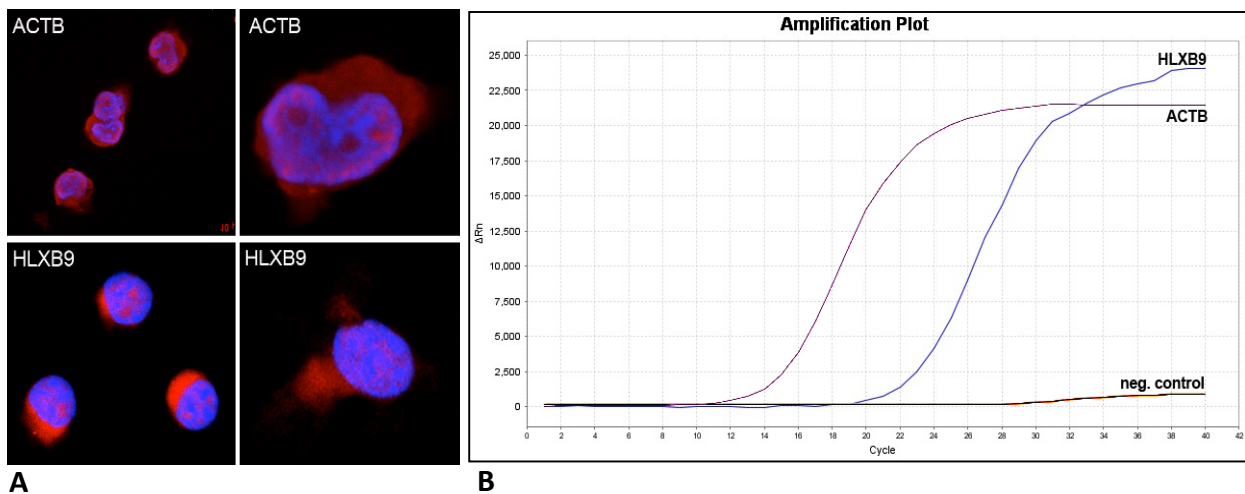 ACTB
ACTB
HLXB9
HLXB9
A
Amplification Plot
25,000
22,500
20,000
17,500
15,000
12,500
10,000
7,500
5,000
2,500
0
ΔRn
HLXB9
ACTB
neg. control
0 2 4 6 8 10 12 14 16 18 20 22 24 26 28 30 32 34 36 38 40 42
Cycle
B